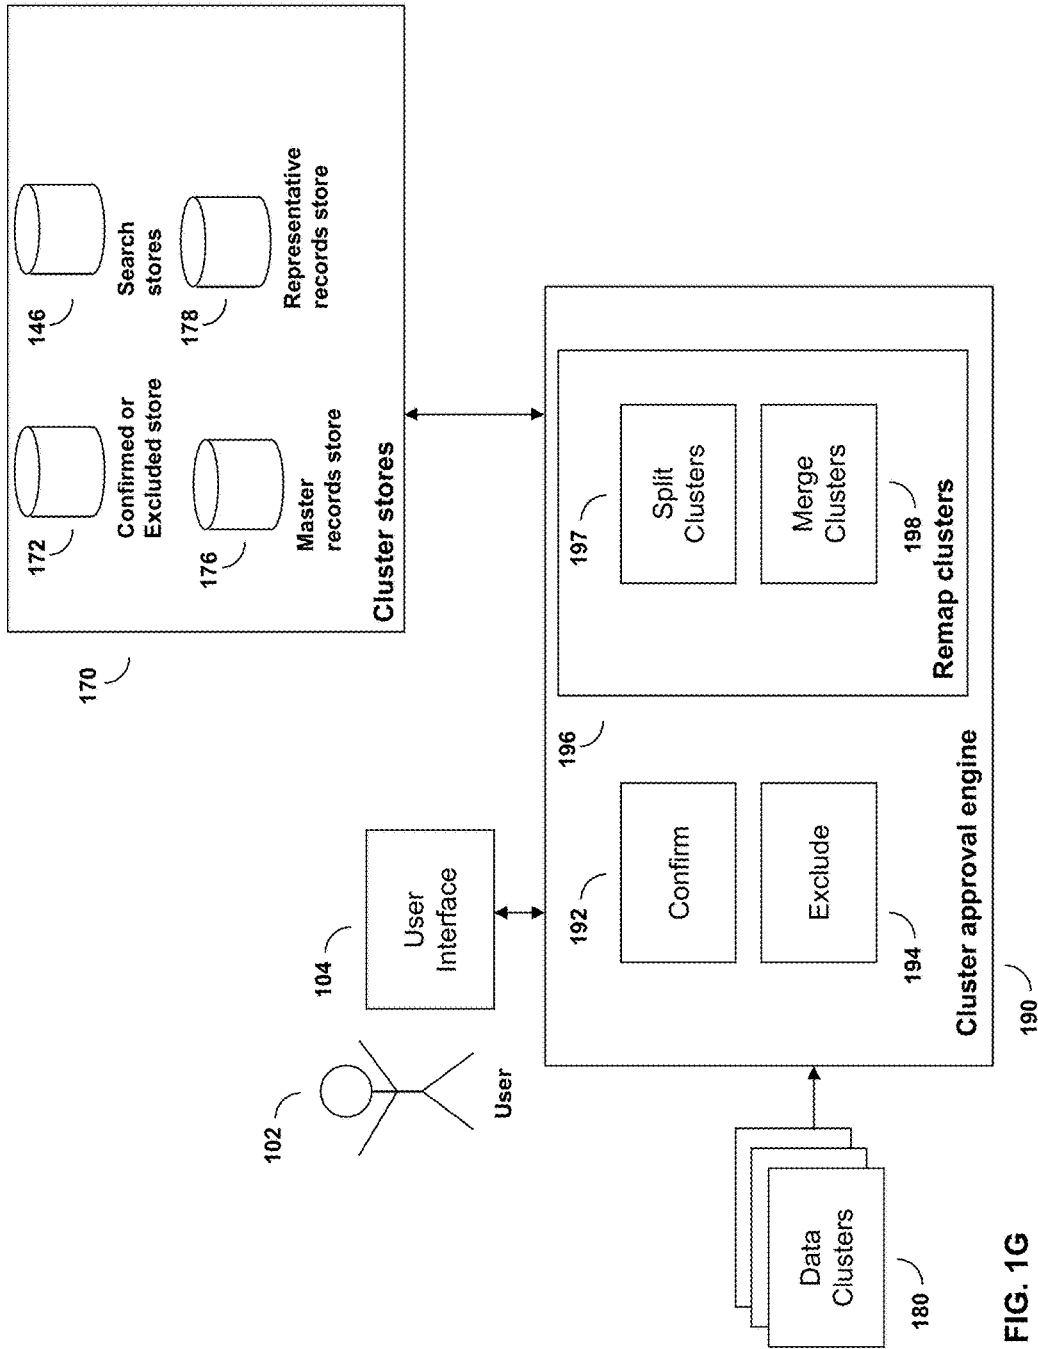 102
User
104
User
Interface
170
172
Confirmed or
Excluded store
146
Search
stores
176
Master
records store
178
Representative
records store
Cluster stores
180
Data
Clusters
192
Confirm
Exclude
194
196
197
Split
Clusters
Merge
Clusters
198
Remap clusters
Cluster approval engine
190
FIG. 1G